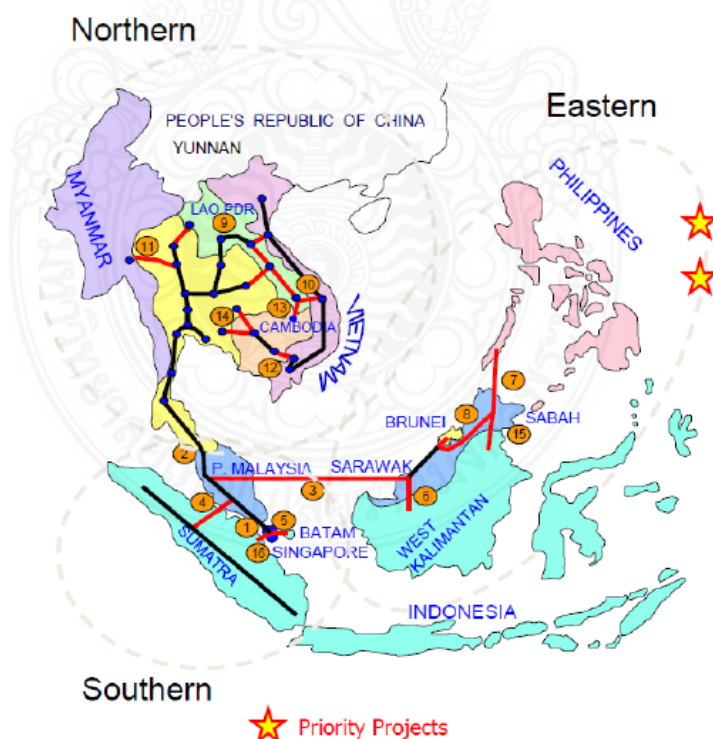 Northern
Eastern
PEOPLE'S REPUBLIC OF CHINA
YUNNAN
MYANMAR
LAO PDR
9
11
PHILIPPINES
10
13
14
CAMBODIA
VIETNAM
12
7
8
BRUNEI
SABAH
15
2
P. MALAYSIA
SARAWAK
3
6
4
1
5
BATAM
16
SINGAPORE
SUMATRA
WEST
KALIMANTAN
INDONESIA
Southern
Priority Projects